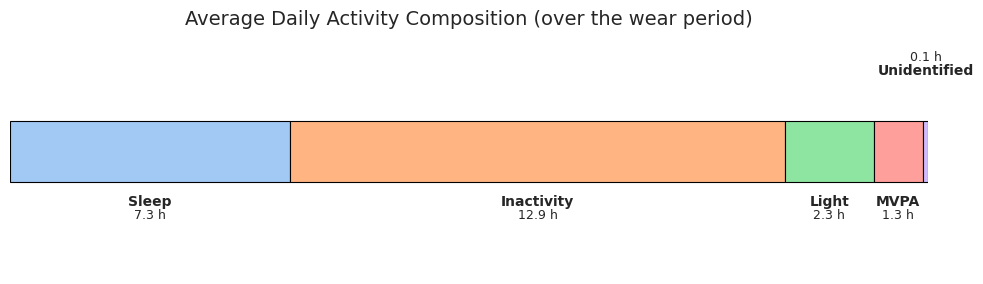 Average Daily Activity Composition (over the wear period)
0.1 h
Unidentified
Sleep
7.3 h
Inactivity
12.9 h
Light
2.3 h
MVPA
1.3 h